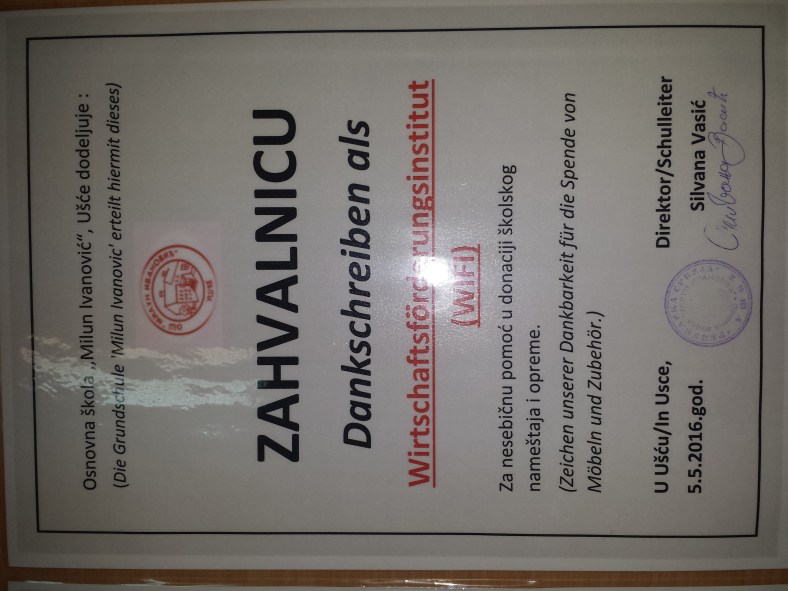 Osnovna škola ,,Milun Ivanović“, Ušće dodeljuje :
(Die Grundschule 'Milun Ivanovic' erteilt hiermit dieses)
ZAHVALNICU
Dankschreiben als
Wirtschaftsförderungsinstitut
(WIFI)
Za nesebičnu pomoć u donaciji školskog
nameštaja i opreme.
(Zeichen unserer Dankbarkeit für die Spende von
Möbeln und Zubehör.)
U Ušću/In Usce,
5.5.2016.god.
Direktor/Schulleiter
Silvana Vasić